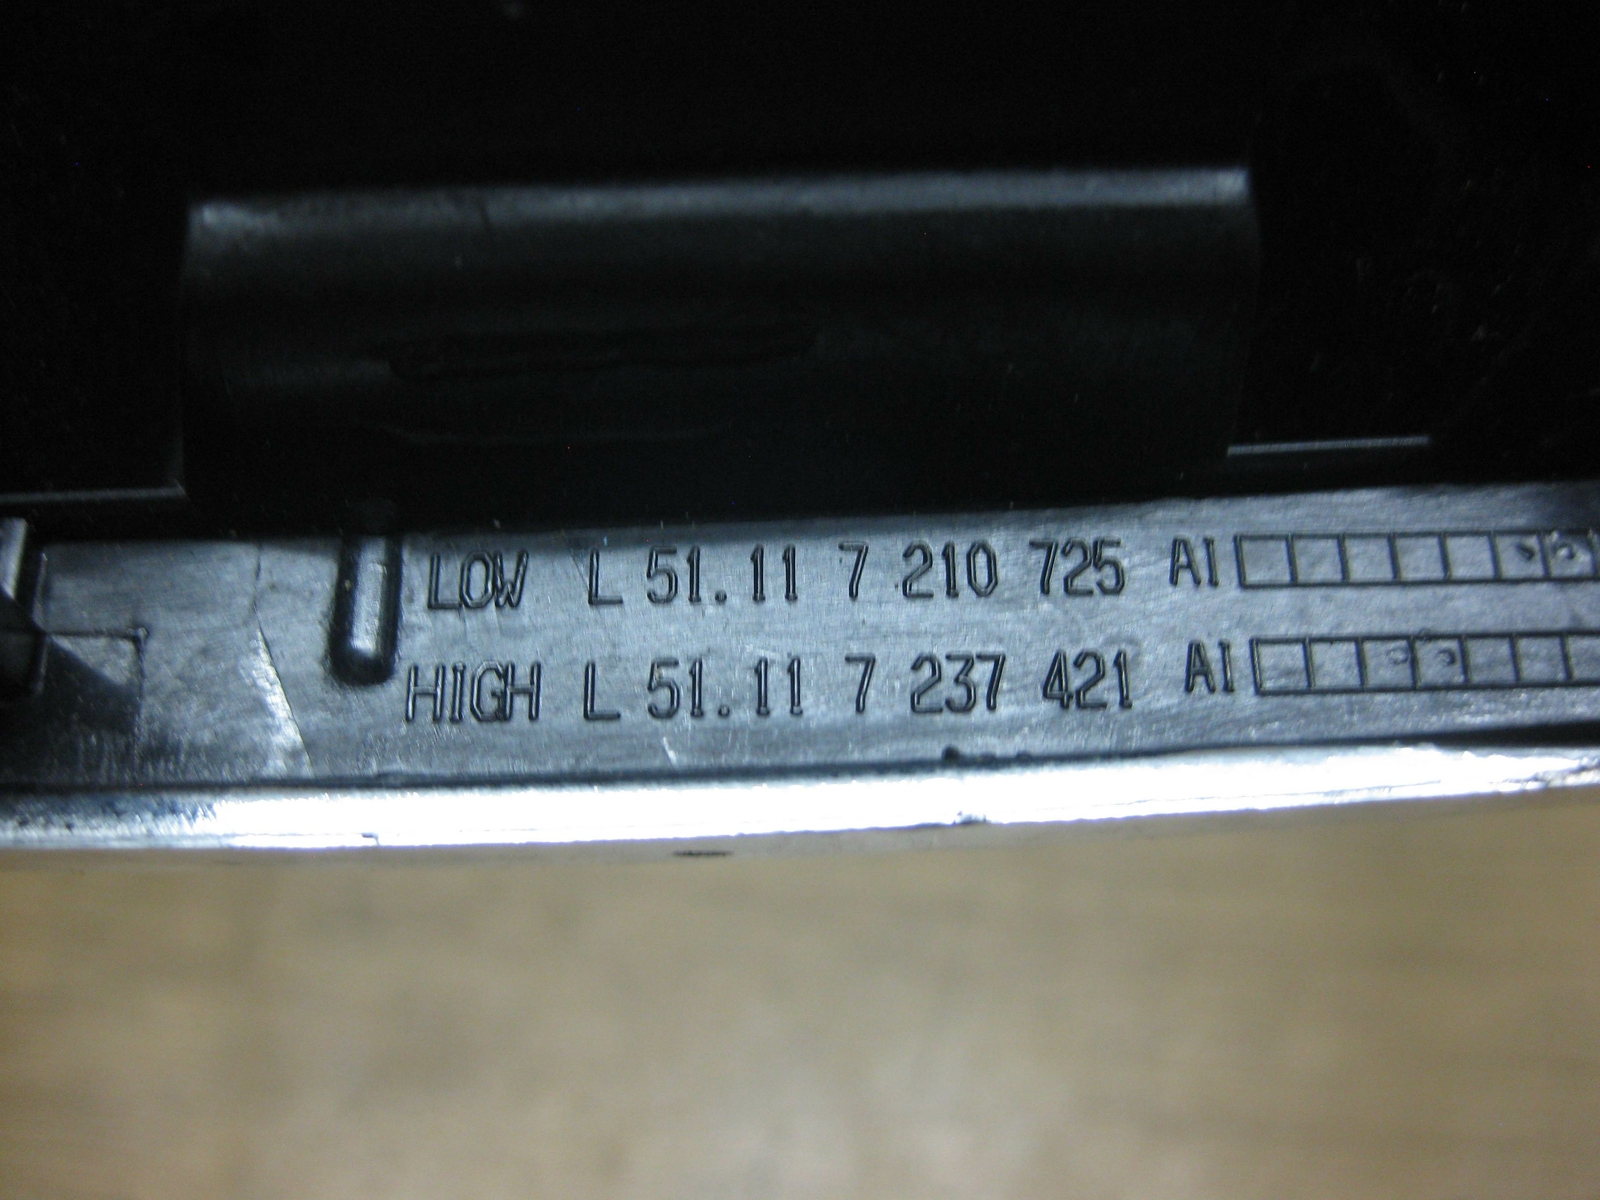 LOW L 51.11 7 210 725 AI
HIGH L 51.11 7 237 421 AI